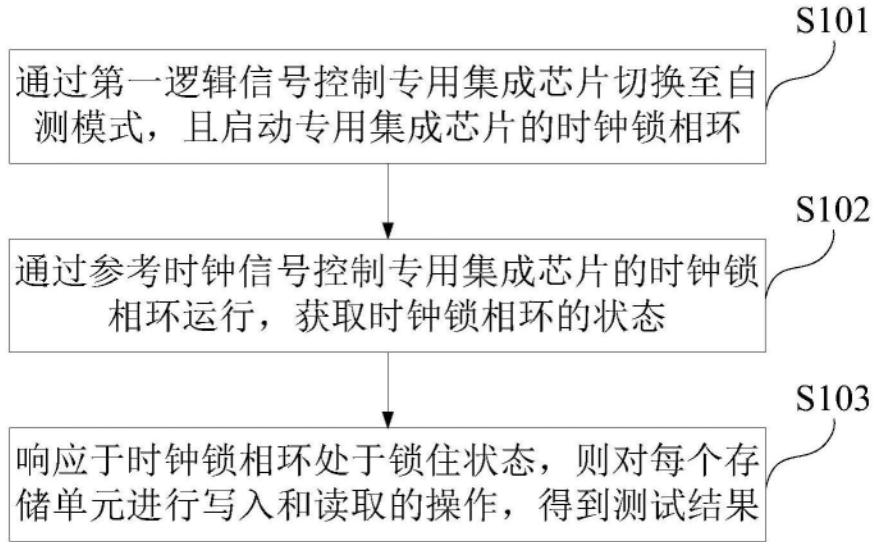 S101
通过第一逻辑信号控制专用集成芯片切换至自
测模式，且启动专用集成芯片的时钟锁相环
S102
通过参考时钟信号控制专用集成芯片的时钟锁
相环运行，获取时钟锁相环的状态
S103
响应于时钟锁相环处于锁住状态，则对每个存
储单元进行写入和读取的操作，得到测试结果